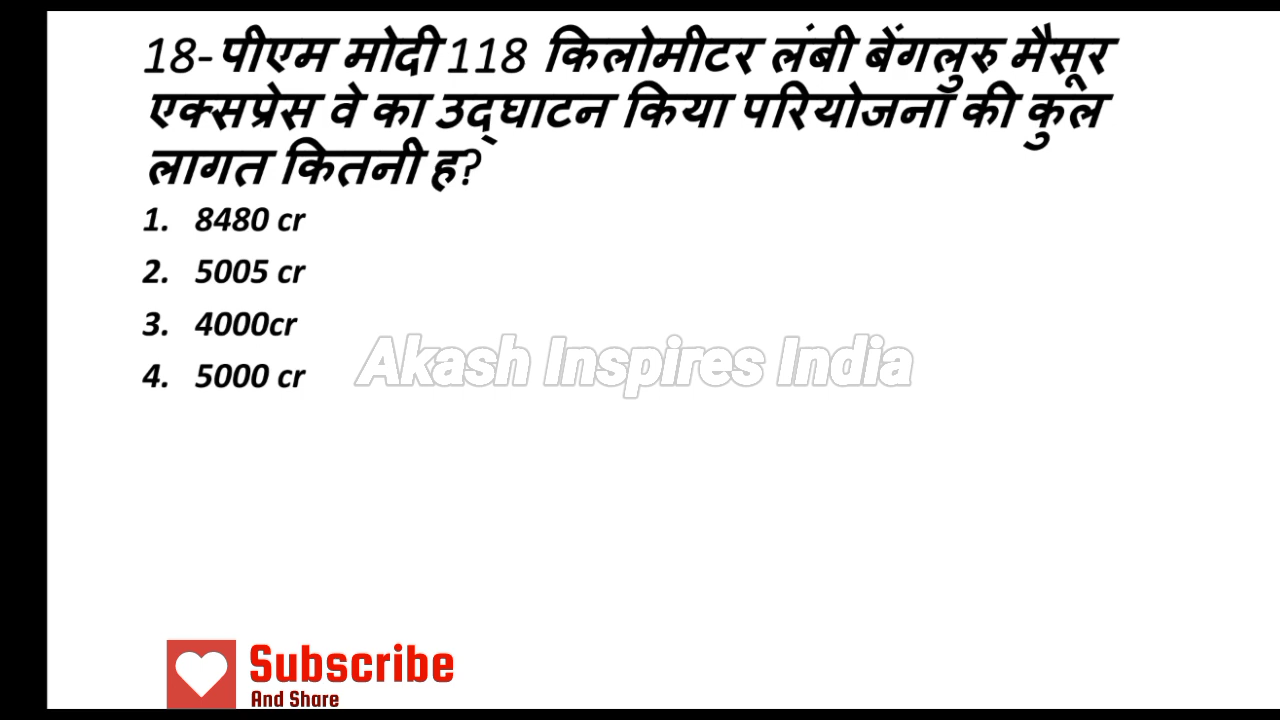 18-पीएम मोदी 118 किलोमीटर लंबी बेंगलुरु मैसूर
एक्सप्रेस वे का उद्घाटन किया परियोजना की कुल
लागत कितनी ह?
1. 8480 cr
2. 5005 cr
3. 4000cr
4. 5000 cr
Akash Inspires India
Subscribe
And Share